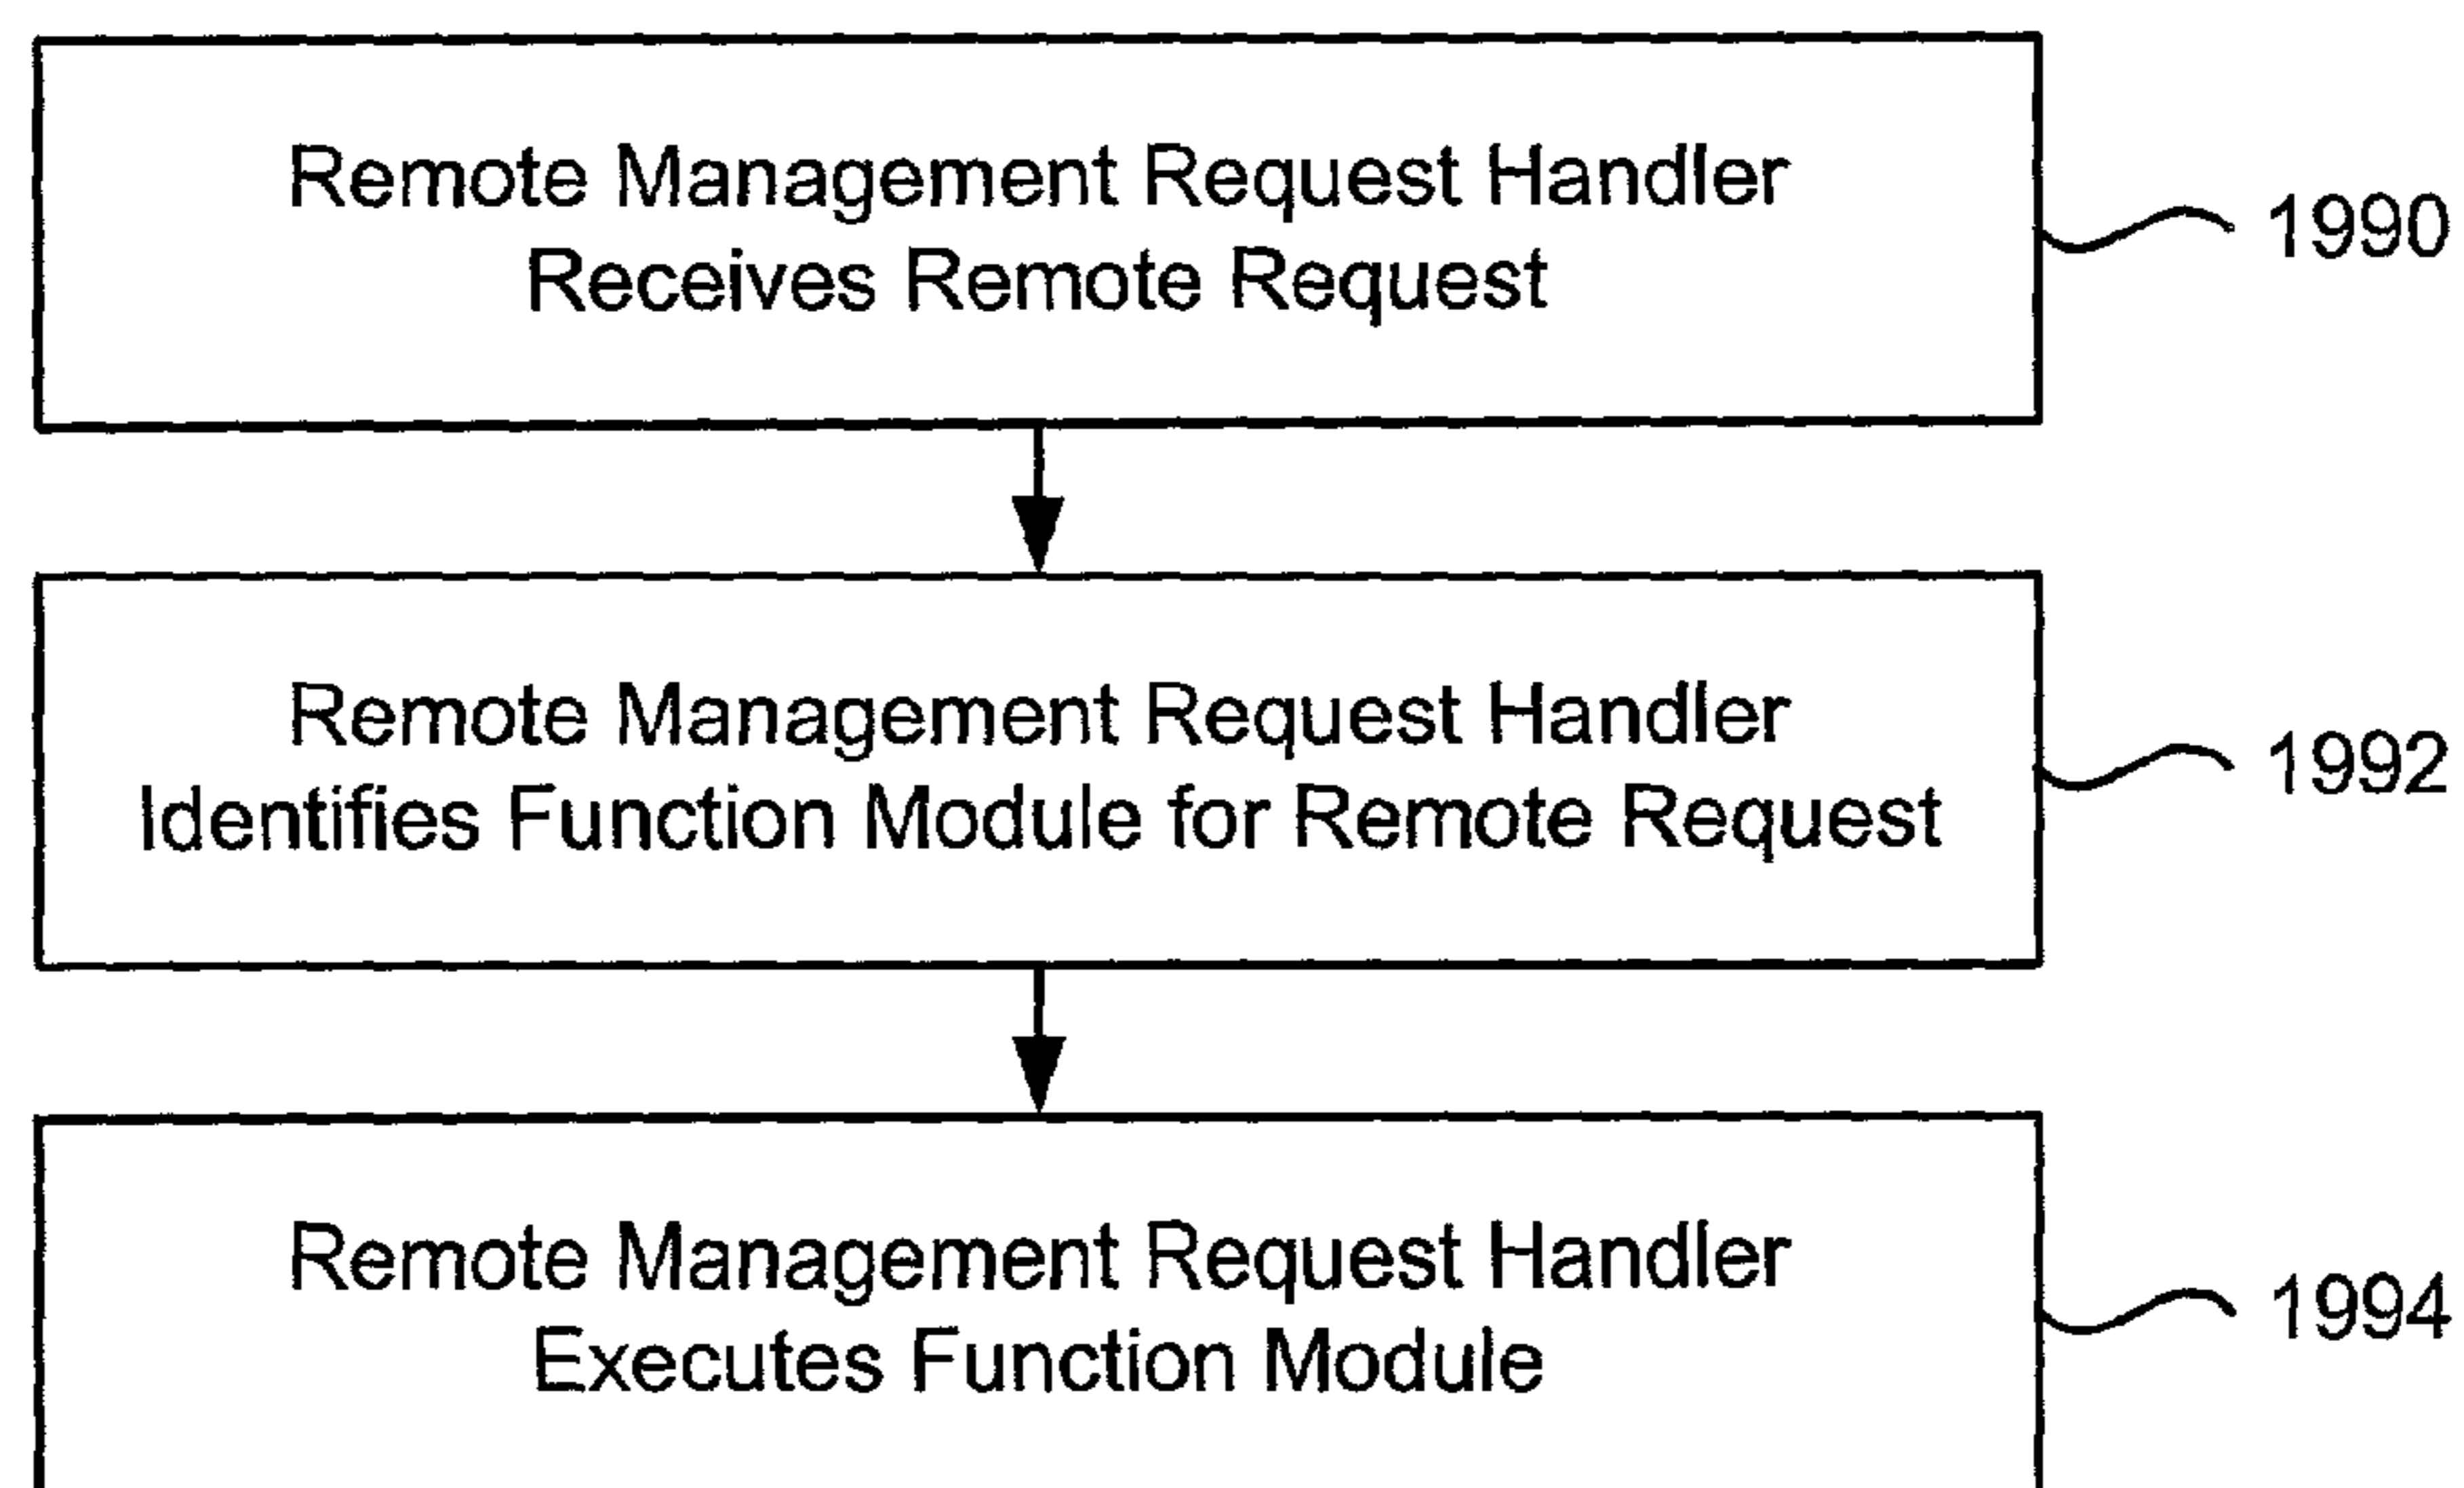 Remote Management Request Handler
Receives Remote Request
1990
Remote Management Request Handler
Identifies Function Module for Remote Request
1992
Remote Management Request Handler
Executes Function Module
1994